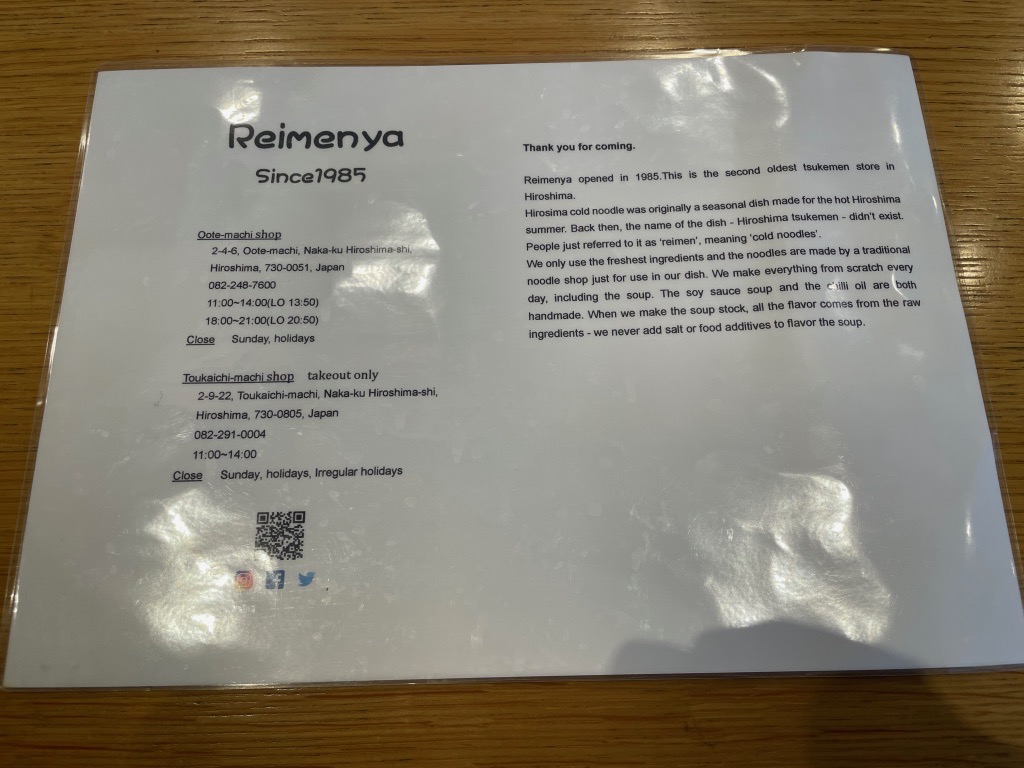 Reimenya
Since1985
Oote-machi shop
2-4-6, Oote-machi, Naka-ku Hiroshima-shi,
Hiroshima, 730-0051, Japan
082-248-7600
11:00~14:00(LO 13:50)
18:00~21:00(LO 20:50)
Close Sunday, holidays
Toukaichi-machi shop takeout only
2-9-22, Toukaichi-machi, Naka-ku Hiroshima-shi,
Hiroshima, 730-0805, Japan
082-291-0004
11:00~14:00
Close Sunday, holidays, Irregular holidays
Thank you for coming.
Reimenya opened in 1985.This is the second oldest tsukemen store in
Hiroshima.
Hirosima cold noodle was originally a seasonal dish made for the hot Hiroshima
summer. Back then, the name of the dish - Hiroshima tsukemen - didn't exist.
People just referred to it as 'reimen', meaning 'cold noodles'.
We only use the freshest ingredients and the noodles are made by a traditional
noodle shop just for use in our dish. We make everything from scratch every
day, including the soup. The soy sauce soup and the chilli oil are both
handmade. When we make the soup stock, all the flavor comes from the raw
ingredients - we never add salt or food additives to flavor the soup.